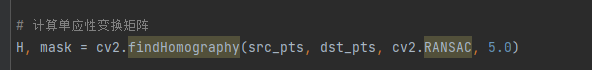 # 计算单应性变换矩阵
H, mask = cv2.findHomography(src_pts, dst_pts, cv2.RANSAC, 5.0)